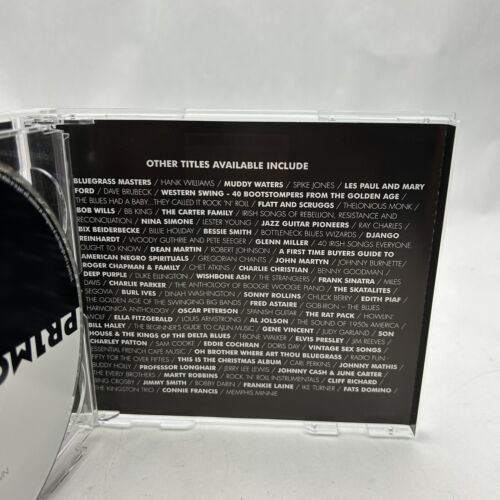 OTHER TITLES AVAILABLE INCLUDE
BLUEGRASS MASTERS / HANK WILLIAMS / MUDDY WATERS / SPIKE JONES / LES PAUL AND MARY
FORD / DAVE BRUBECK / WESTERN SWING - 40 BOOTSTOMPERS FROM THE GOLDEN AGE /
THE BLUES HAD A BABY...THEY CALLED IT ROCK 'N' ROLL / FLATT AND SCRUGGS / THELONIOUS MONK /
BOB WILLS / BB KING / THE CARTER FAMILY / IRISH SONGS OF REBELLION, RESISTANCE AND
RECONCILIATION / NINA SIMONE / LESTER YOUNG / JAZZ GUITAR PIONEERS / RAY CHARLES /
BIX BEIDERBECKE / BILLIE HOLIDAY / BESSIE SMITH / BOTTLENECK BLUES WIZARDS / DJANGO
REINHARDT / WOODY GUTHRIE AND PETE SEEGER / GLENN MILLER / 40 IRISH SONGS EVERYONE
OUGHT TO KNOW / DEAN MARTIN / ROBERT JOHNSON / A FIRST TIME BUYERS GUIDE TO
AMERICAN NEGRO SPIRITUALS / GREGORIAN CHANTS / JOHN MARTYN / JOHNNY BURNETTE /
ROGER CHAPMAN & FAMILY / CHET ATKINS / CHARLIE CHRISTIAN / BENNY GOODMAN /
DEEP PURPLE / DUKE ELLINGTON / WISHBONE ASH / THE STRANGLERS / FRANK SINATRA / MILES
DAVIS / CHARLIE PARKER / THE ANTHOLOGY OF BOOGIE WOOGIE PIANO / THE SKATALITES /
SEGOVIA / BURL IVES / DINAH WASHINGTON / SONNY ROLLINS / CHUCK BERRY / EDITH PIAF /
THE GOLDEN AGE OF THE SWINGING BIG BANDS / FRED ASTAIRE / THE BLUES
HARMONICA ANTHOLOGY / OSCAR PETERSON / SPANISH GUITAR / THE RAT PACK / HOWLIN'
WOLF / ELLA FITZGERALD / LOUIS ARMSTRONG / AL JOLSON / THE SOUND OF 1950s AMERICA
/ BILL HALEY / THE BEGINNER'S GUIDE TO CAJUN MUSIC / GENE VINCENT / JUDY GARLAND / SON
HOUSE & THE KINGS OF THE DELTA BLUES / T-BONE WALKER / ELVIS PRESLEY / JIM REEVES /
CHARLEY PATTON / SAM COOKE / EDDIE COCHRAN / DORIS DAY / VINTAGE SEX SONGS
/ ESSENTIAL FRENCH CAFE MUSIC / OH BROTHER WHERE ART THOU BLUEGRASS / RADIO FUN
/ FIFTY FOR THE OVER FIFTIES / THIS IS THE CHRISTMAS ALBUM / CARL PERKINS / JOHNNY MATHIS
/ BUDDY HOLLY / PROFESSOR LONGHAIR / JERRY LEE LEWIS / JOHNNY CASH & JUNE CARTER /
THE EVERLY BROTHERS / MARTY ROBBINS / ROCK 'N' ROLL INSTRUMENTALS / CLIFF RICHARD /
BING CROSBY / JIMMY SMITH / BOBBY DARIN / FRANKIE LAINE / IKE TURNER / FATS DOMINO /
THE KINGSTON TRIO / CONNIE FRANCIS / MEMPHIS MINNIE
PRIMO